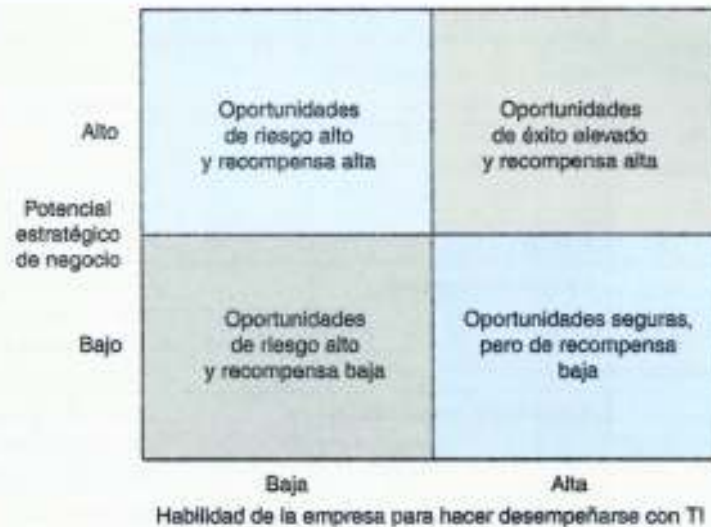 Alto
Oportunidades
de riesgo alto
y recompensa alta
Oportunidades
de éxito elevado
y recompensa alta
Potencial
estratégico
de negocio
Bajo
Oportunidades
de riesgo alto
y recompensa baja
Oportunidades seguras,
pero de recompensa
baja
Baja
Alta
Habilidad de la empresa para hacer desempeñarse con TI